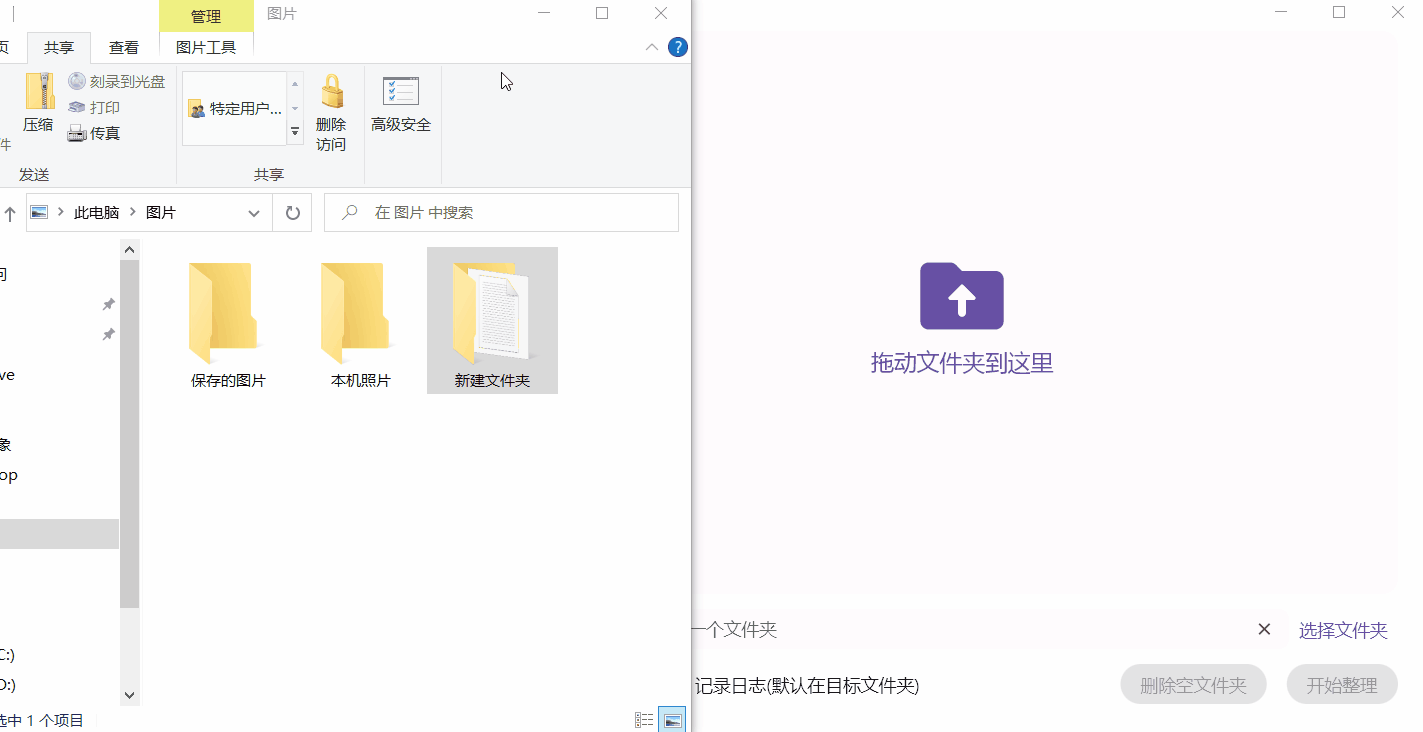 管理
图片
页
共享
查看
图片工具
?
压缩
刻录到光盘
打印
传真
件
发送
特定用户...
删除
访问
共享
高级安全
此电脑
图片
在 图片 中搜索
问
ve
象
op
C:)
D:)
保存的图片
本机照片
新建文件夹
选中 1 个项目
拖动文件夹到这里
一个文件夹
选择文件夹
记录日志(默认在目标文件夹)
删除空文件夹
开始整理